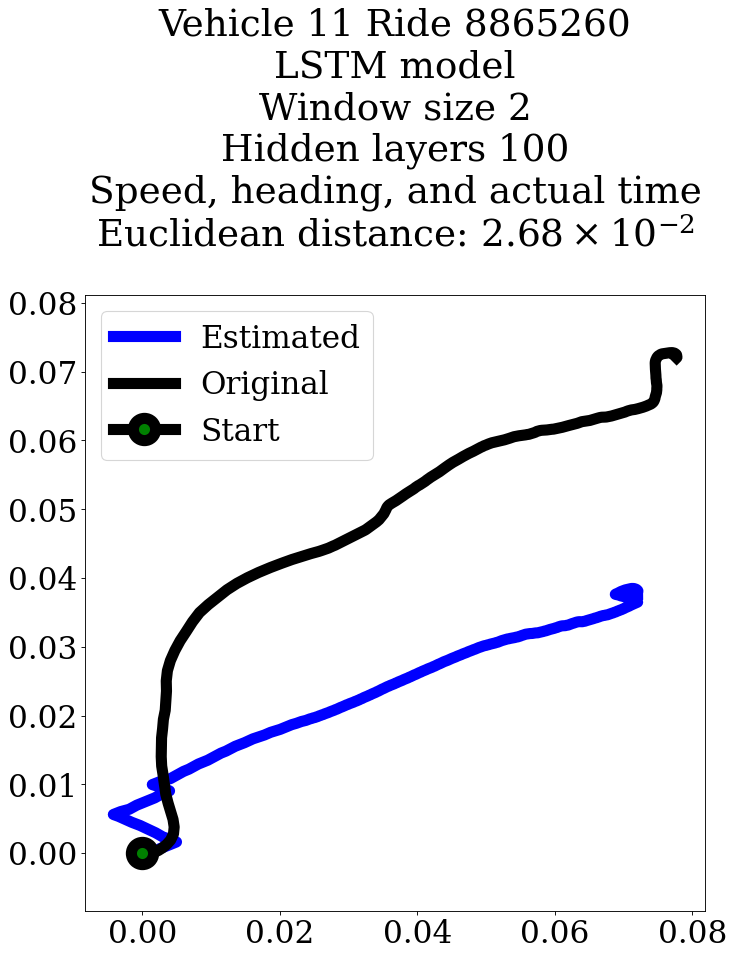 Vehicle 11 Ride 8865260
LSTM model
Window size 2
Hidden layers 100
Speed, heading, and actual time
Euclidean distance: 2.68 × 10⁻²
Estimated
Original
Start
0.08
0.07
0.06
0.05
0.04
0.03
0.02
0.01
0.00
0.00 0.02 0.04 0.06 0.08